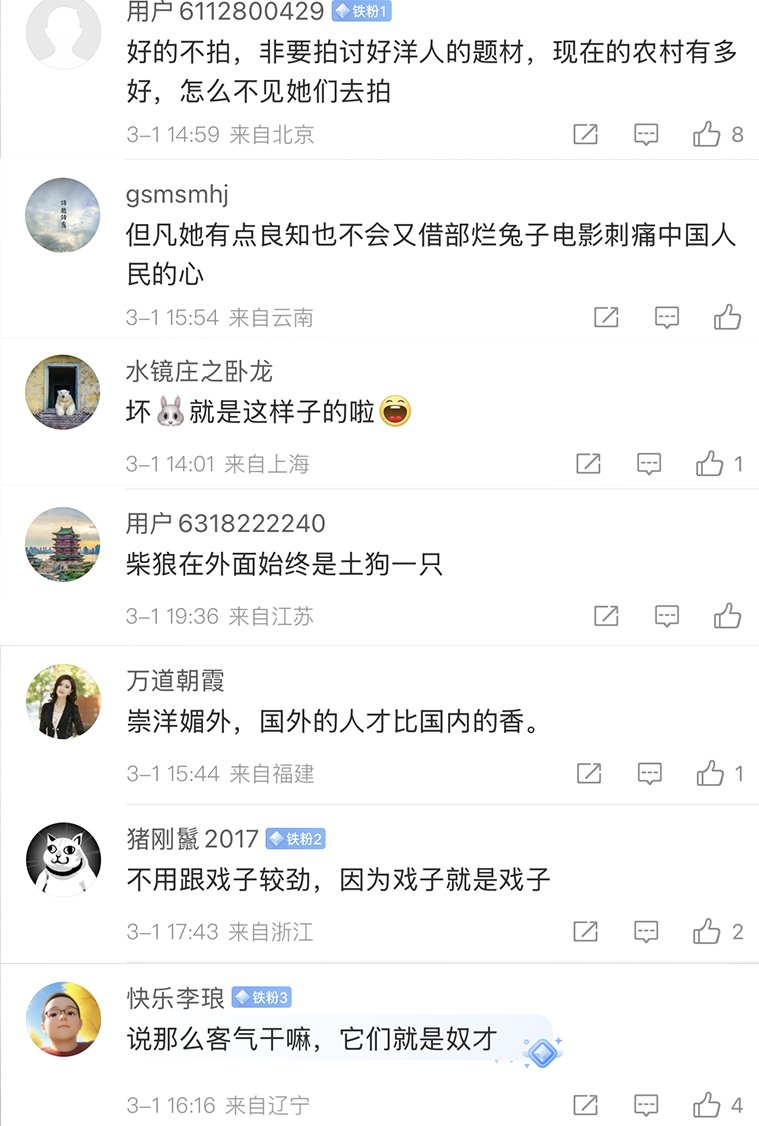 用户6112800429 铁粉1
好的不拍，非要拍讨好洋人的题材，现在的农村有多
好，怎么不见她们去拍
3-1 14:59 来自北京 8
gsmsmhj
但凡她有点良知也不会又借部烂兔子电影刺痛中国人
民的心
3-1 15:54 来自云南
水镜庄之卧龙
坏🐰就是这样子的啦😄
3-1 14:01 来自上海 1
用户6318222240
柴狼在外面始终是土狗一只
3-1 19:36 来自江苏
万道朝霞
崇洋媚外，国外的人才比国内的香。
3-1 15:44 来自福建 1
猪刚鬣2017 铁粉2
不用跟戏子较劲，因为戏子就是戏子
3-1 17:43 来自浙江 2
快乐李琅 铁粉3
说那么客气干嘛，它们就是奴才
3-1 16:16 来自辽宁 4